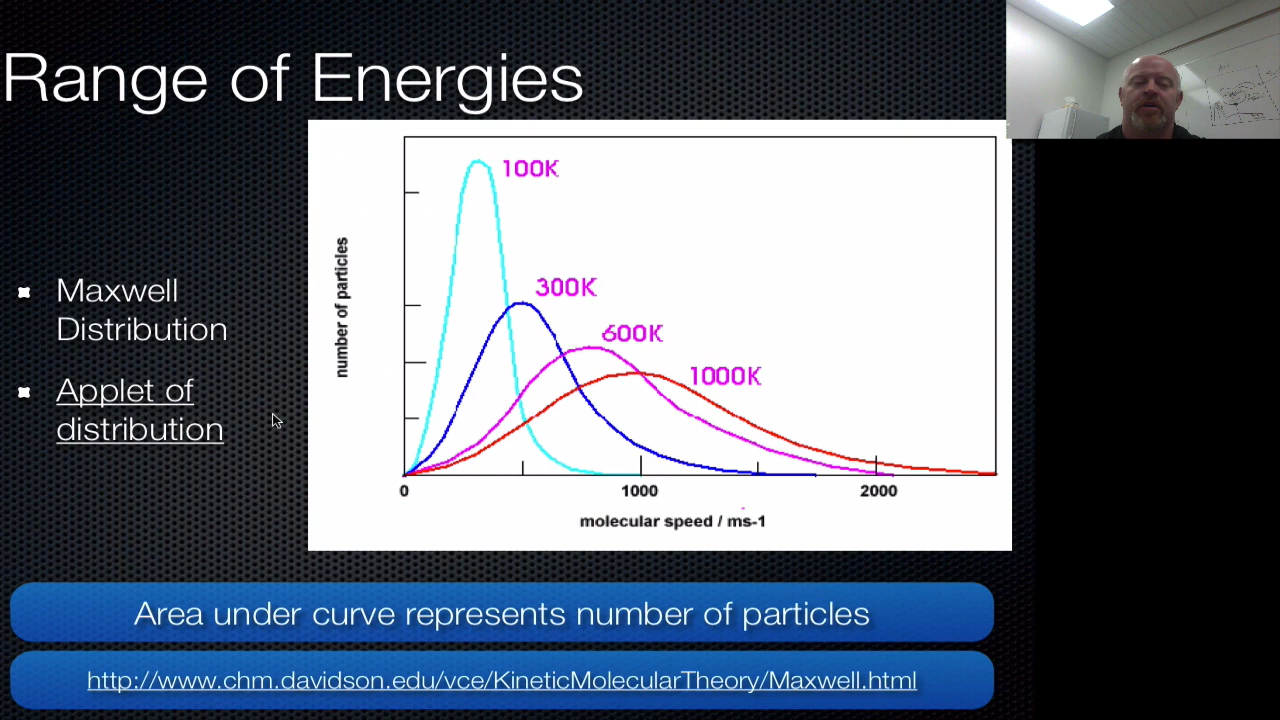 Range of Energies
Maxwell
Distribution
Applet of
distribution
number of particles
100K
300K
600K
1000K
0
1000
2000
molecular speed / ms-1
Area under curve represents number of particles
http://www.chm.davidson.edu/vce/KineticMolecularTheory/Maxwell.html